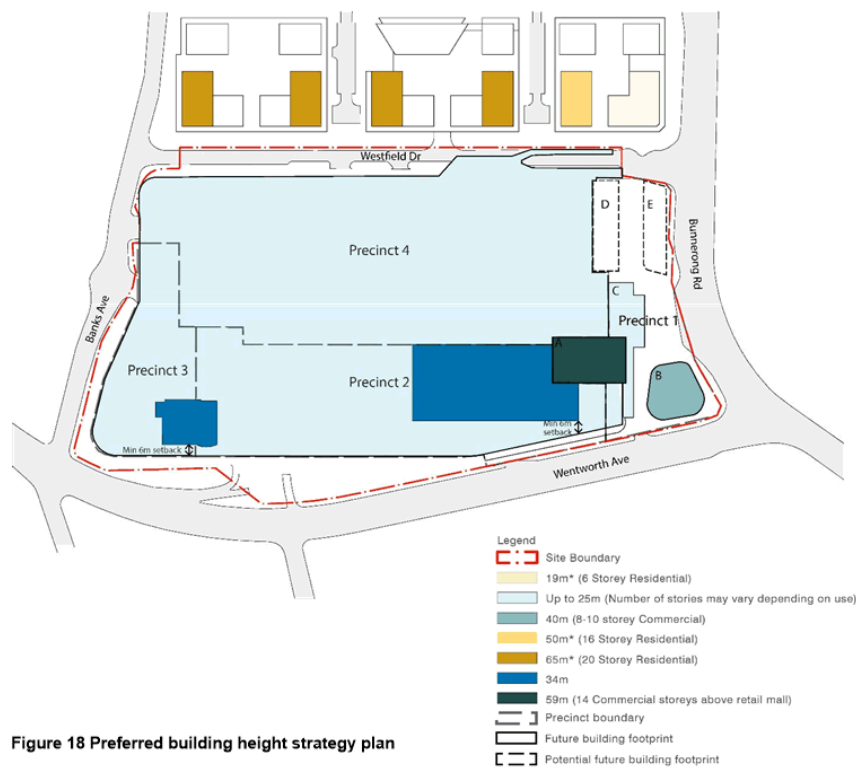 Westfield Dr
D
E
Bunnerong Rd
Precinct 4
C
Precinct 1
Banks Ave
A
Precinct 3
Precinct 2
B
Min 6m setback
Min 6m
setback
Wentworth Ave
Legend
Site Boundary
19m* (6 Storey Residential)
Up to 25m (Number of stories may vary depending on use)
40m (8-10 storey Commercial)
50m* (16 Storey Residential)
65m* (20 Storey Residential)
34m
59m (14 Commercial storeys above retail mall)
Precinct boundary
Future building footprint
Potential future building footprint
Figure 18 Preferred building height strategy plan